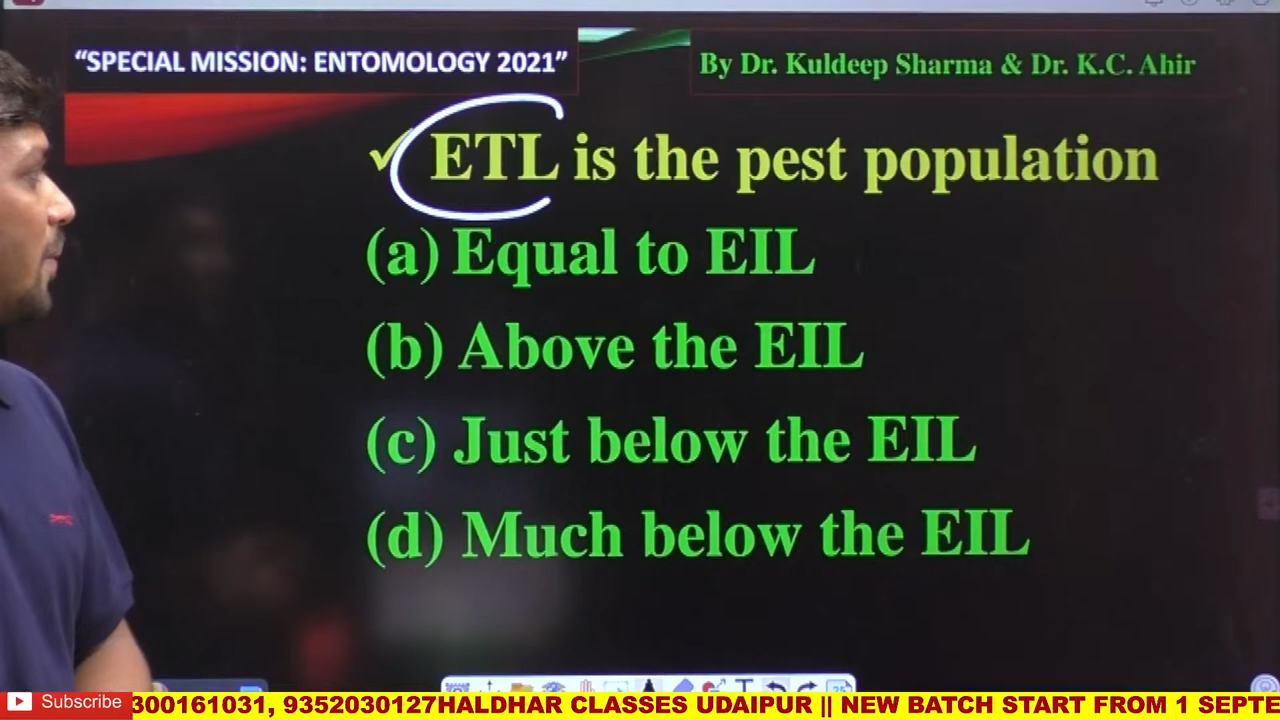 “SPECIAL MISSION: ENTOMOLOGY 2021”
By Dr. Kuldeep Sharma & Dr. K.C. Ahir
✓ ETL is the pest population
(a) Equal to EIL
(b) Above the EIL
(c) Just below the EIL
(d) Much below the EIL
Subscribe
300161031, 9352030127HALDHAR CLASSES UDAIPUR || NEW BATCH START FROM 1 SEPTE